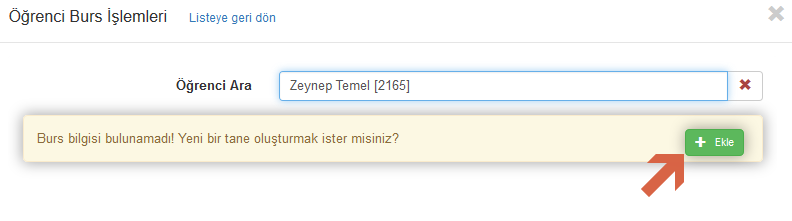 Öğrenci Burs İşlemleri Listeye geri dön
Öğrenci Ara Zeynep Temel [2165]
Burs bilgisi bulunamadı! Yeni bir tane oluşturmak ister misiniz? Ekle